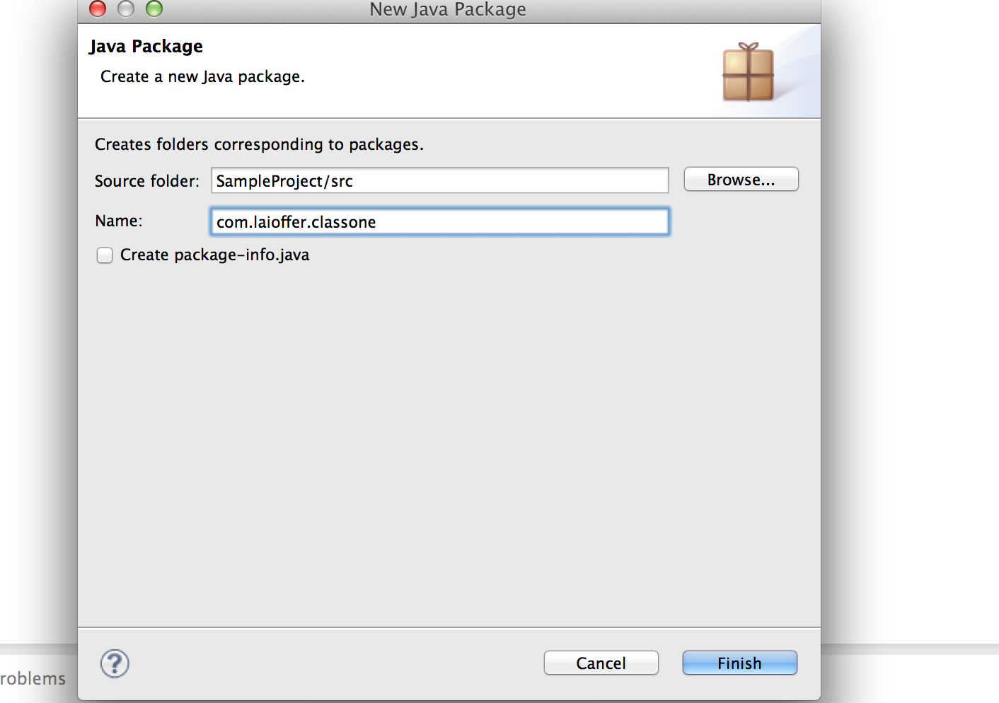 New Java Package
Java Package
Create a new Java package.
Creates folders corresponding to packages.
Source folder: SampleProject/src Browse...
Name: com.laioffer.classone
Create package-info.java
? Cancel Finish
roblems